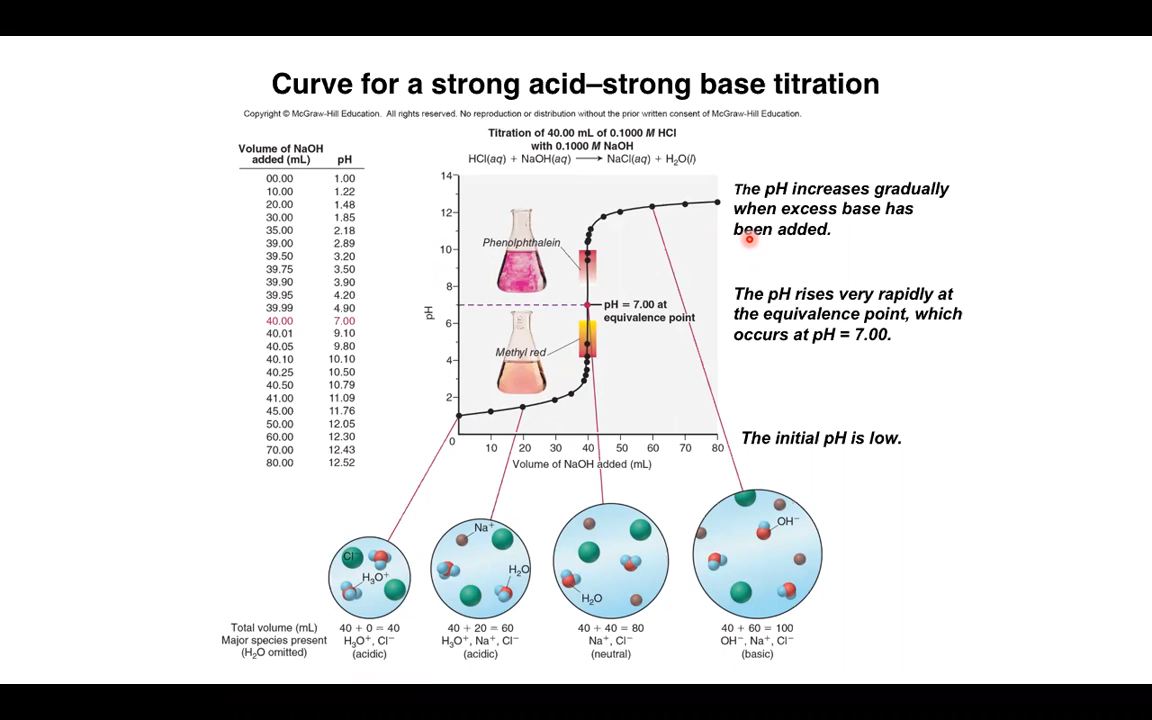 Curve for a strong acid–strong base titration
Copyright © McGraw-Hill Education. All rights reserved. No reproduction or distribution without the prior written consent of McGraw-Hill Education.
Volume of NaOH
added (mL) pH
00.00 1.00
10.00 1.22
20.00 1.48
30.00 1.85
35.00 2.18
39.00 2.89
39.50 3.20
39.75 3.50
39.90 3.90
39.95 4.20
39.99 4.90
40.00 7.00
40.01 9.10
40.05 9.80
40.10 10.10
40.25 10.50
40.50 10.79
41.00 11.09
45.00 11.76
50.00 12.05
60.00 12.30
70.00 12.43
80.00 12.52
Titration of 40.00 mL of 0.1000 M HCl
with 0.1000 M NaOH
HCl(aq) + NaOH(aq) ⟶ NaCl(aq) + H₂O(l)
14
12
10
8
6
4
2
0
pH
Phenolphthalein
Methyl red
pH = 7.00 at
equivalence point
10 20 30 40 50 60 70 80
Volume of NaOH added (mL)
The pH increases gradually
when excess base has
been added.
The pH rises very rapidly at
the equivalence point, which
occurs at pH = 7.00.
The initial pH is low.
Cl⁻
H₃O⁺
Na⁺
H₂O
H₂O
OH⁻
Total volume (mL) 40 + 0 = 40 40 + 20 = 60 40 + 40 = 80 40 + 60 = 100
Major species present H₃O⁺, Cl⁻ H₃O⁺, Na⁺, Cl⁻ Na⁺, Cl⁻ OH⁻, Na⁺, Cl⁻
(H₂O omitted) (acidic) (acidic) (neutral) (basic)